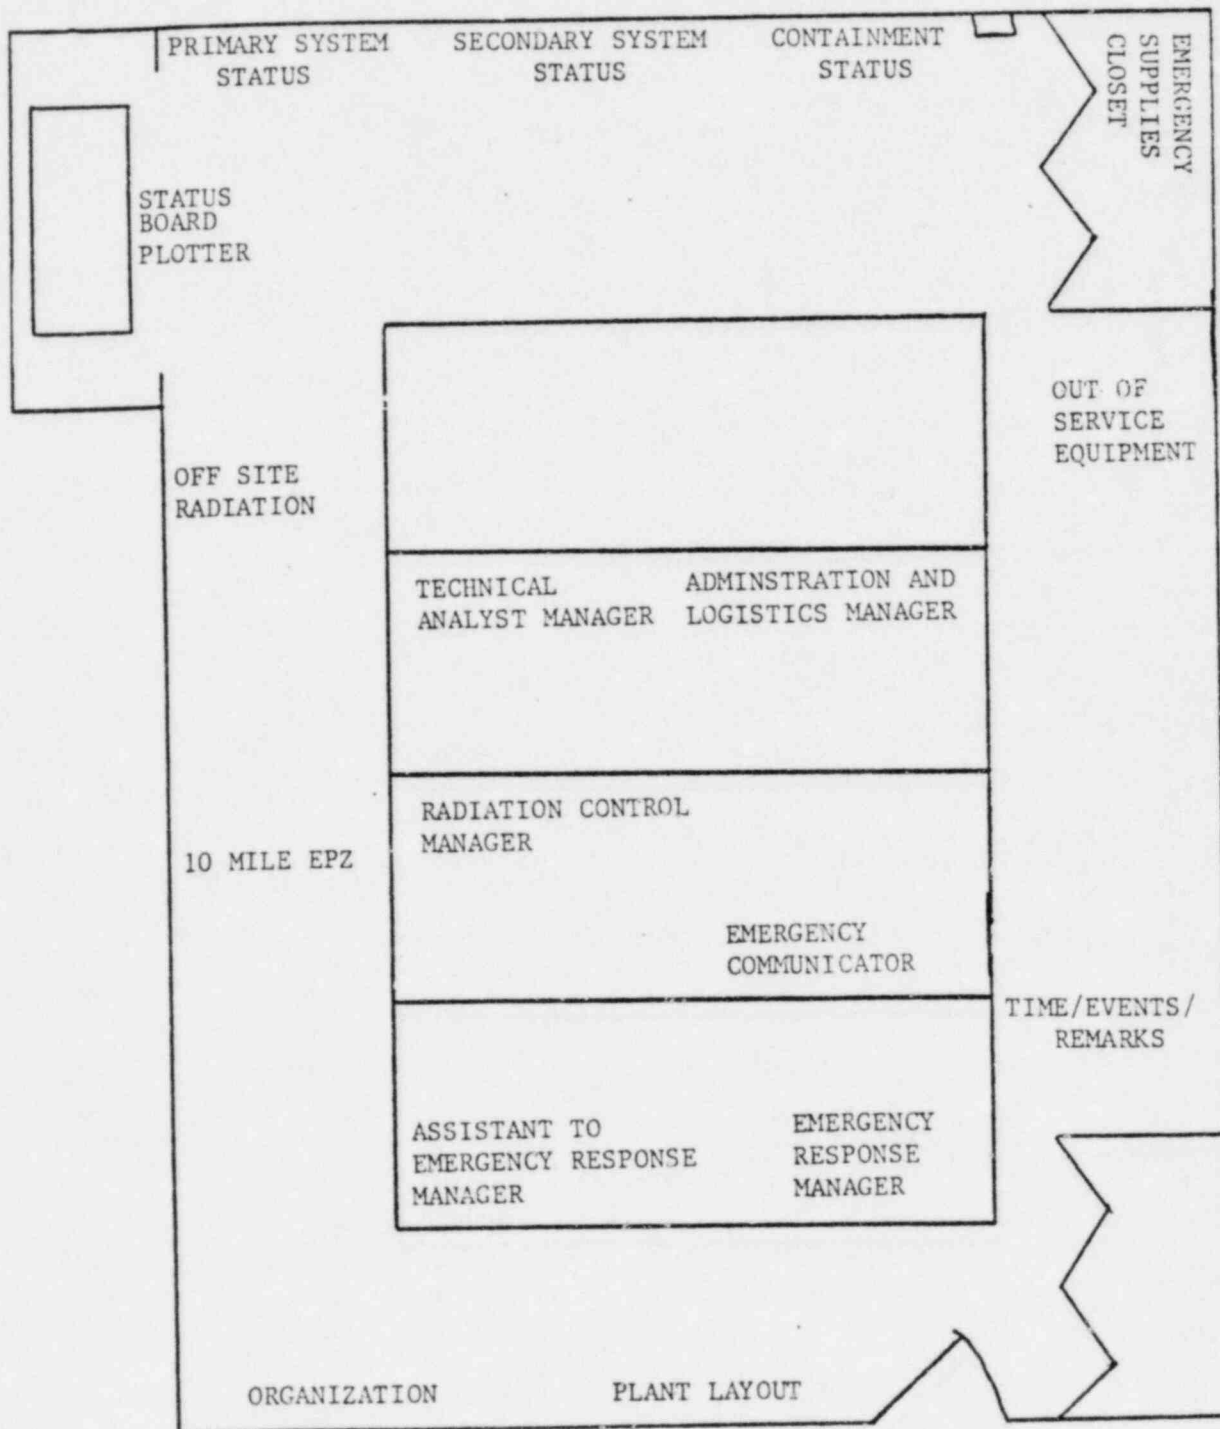 PRIMARY SYSTEM
STATUS
SECONDARY SYSTEM
STATUS
CONTAINMENT
STATUS
EMERGENCY
SUPPLIES
CLOSET
STATUS
BOARD
PLOTTER
OUT OF
SERVICE
EQUIPMENT
OFF SITE
RADIATION
TECHNICAL
ANALYST MANAGER
ADMINSTRATION AND
LOGISTICS MANAGER
RADIATION CONTROL
MANAGER
10 MILE EPZ
EMERGENCY
COMMUNICATOR
TIME/EVENTS/
REMARKS
ASSISTANT TO
EMERGENCY RESPONSE
MANAGER
EMERGENCY
RESPONSE
MANAGER
ORGANIZATION
PLANT LAYOUT